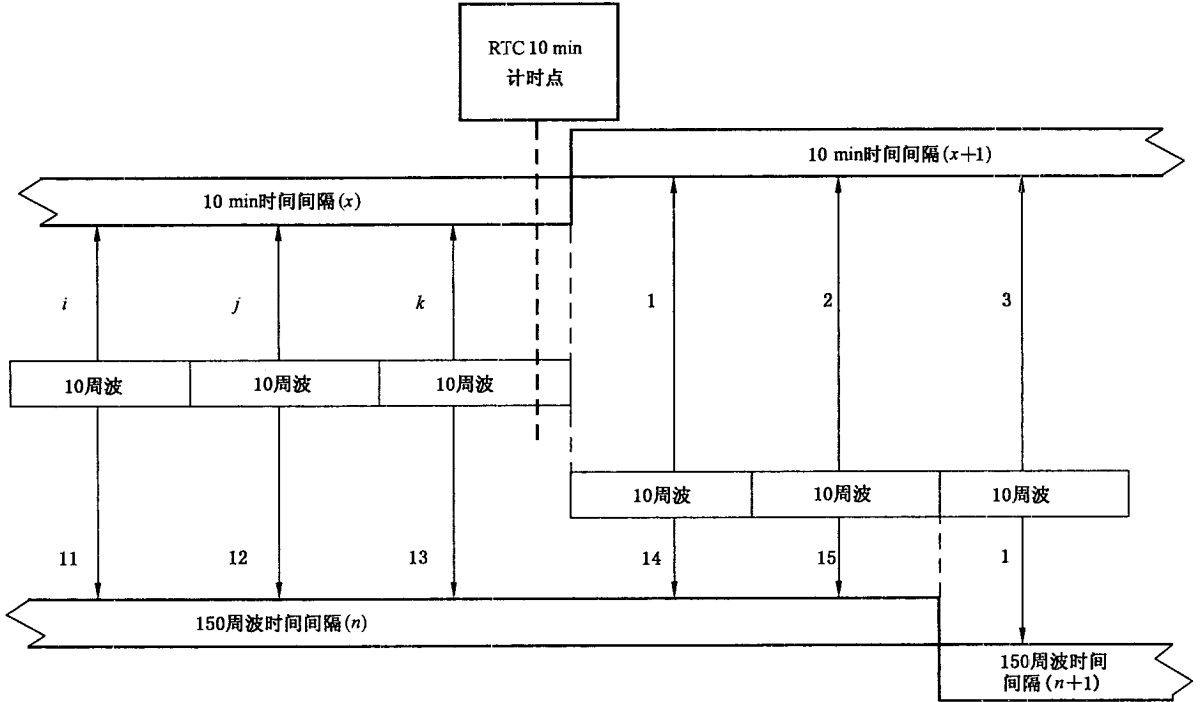 RTC 10 min
计时点
10 min时间间隔(x+1)
10 min时间间隔(x)
i
j
k
1
2
3
10周波
10周波
10周波
10周波
10周波
10周波
11
12
13
14
15
1
150周波时间间隔(n)
150周波时间
间隔(n+1)